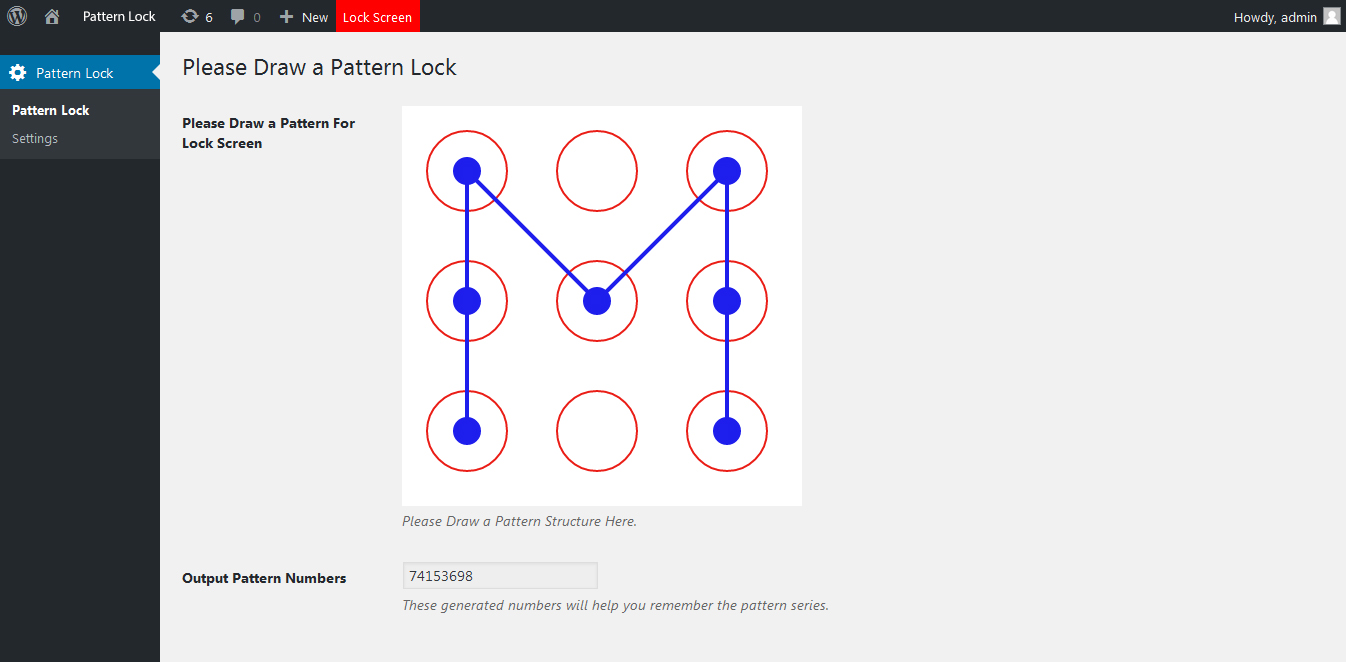 Pattern Lock 6 0 New Lock Screen Howdy, admin
Pattern Lock
Pattern Lock
Settings
Please Draw a Pattern Lock
Please Draw a Pattern For
Lock Screen
Please Draw a Pattern Structure Here.
Output Pattern Numbers 74153698
These generated numbers will help you remember the pattern series.